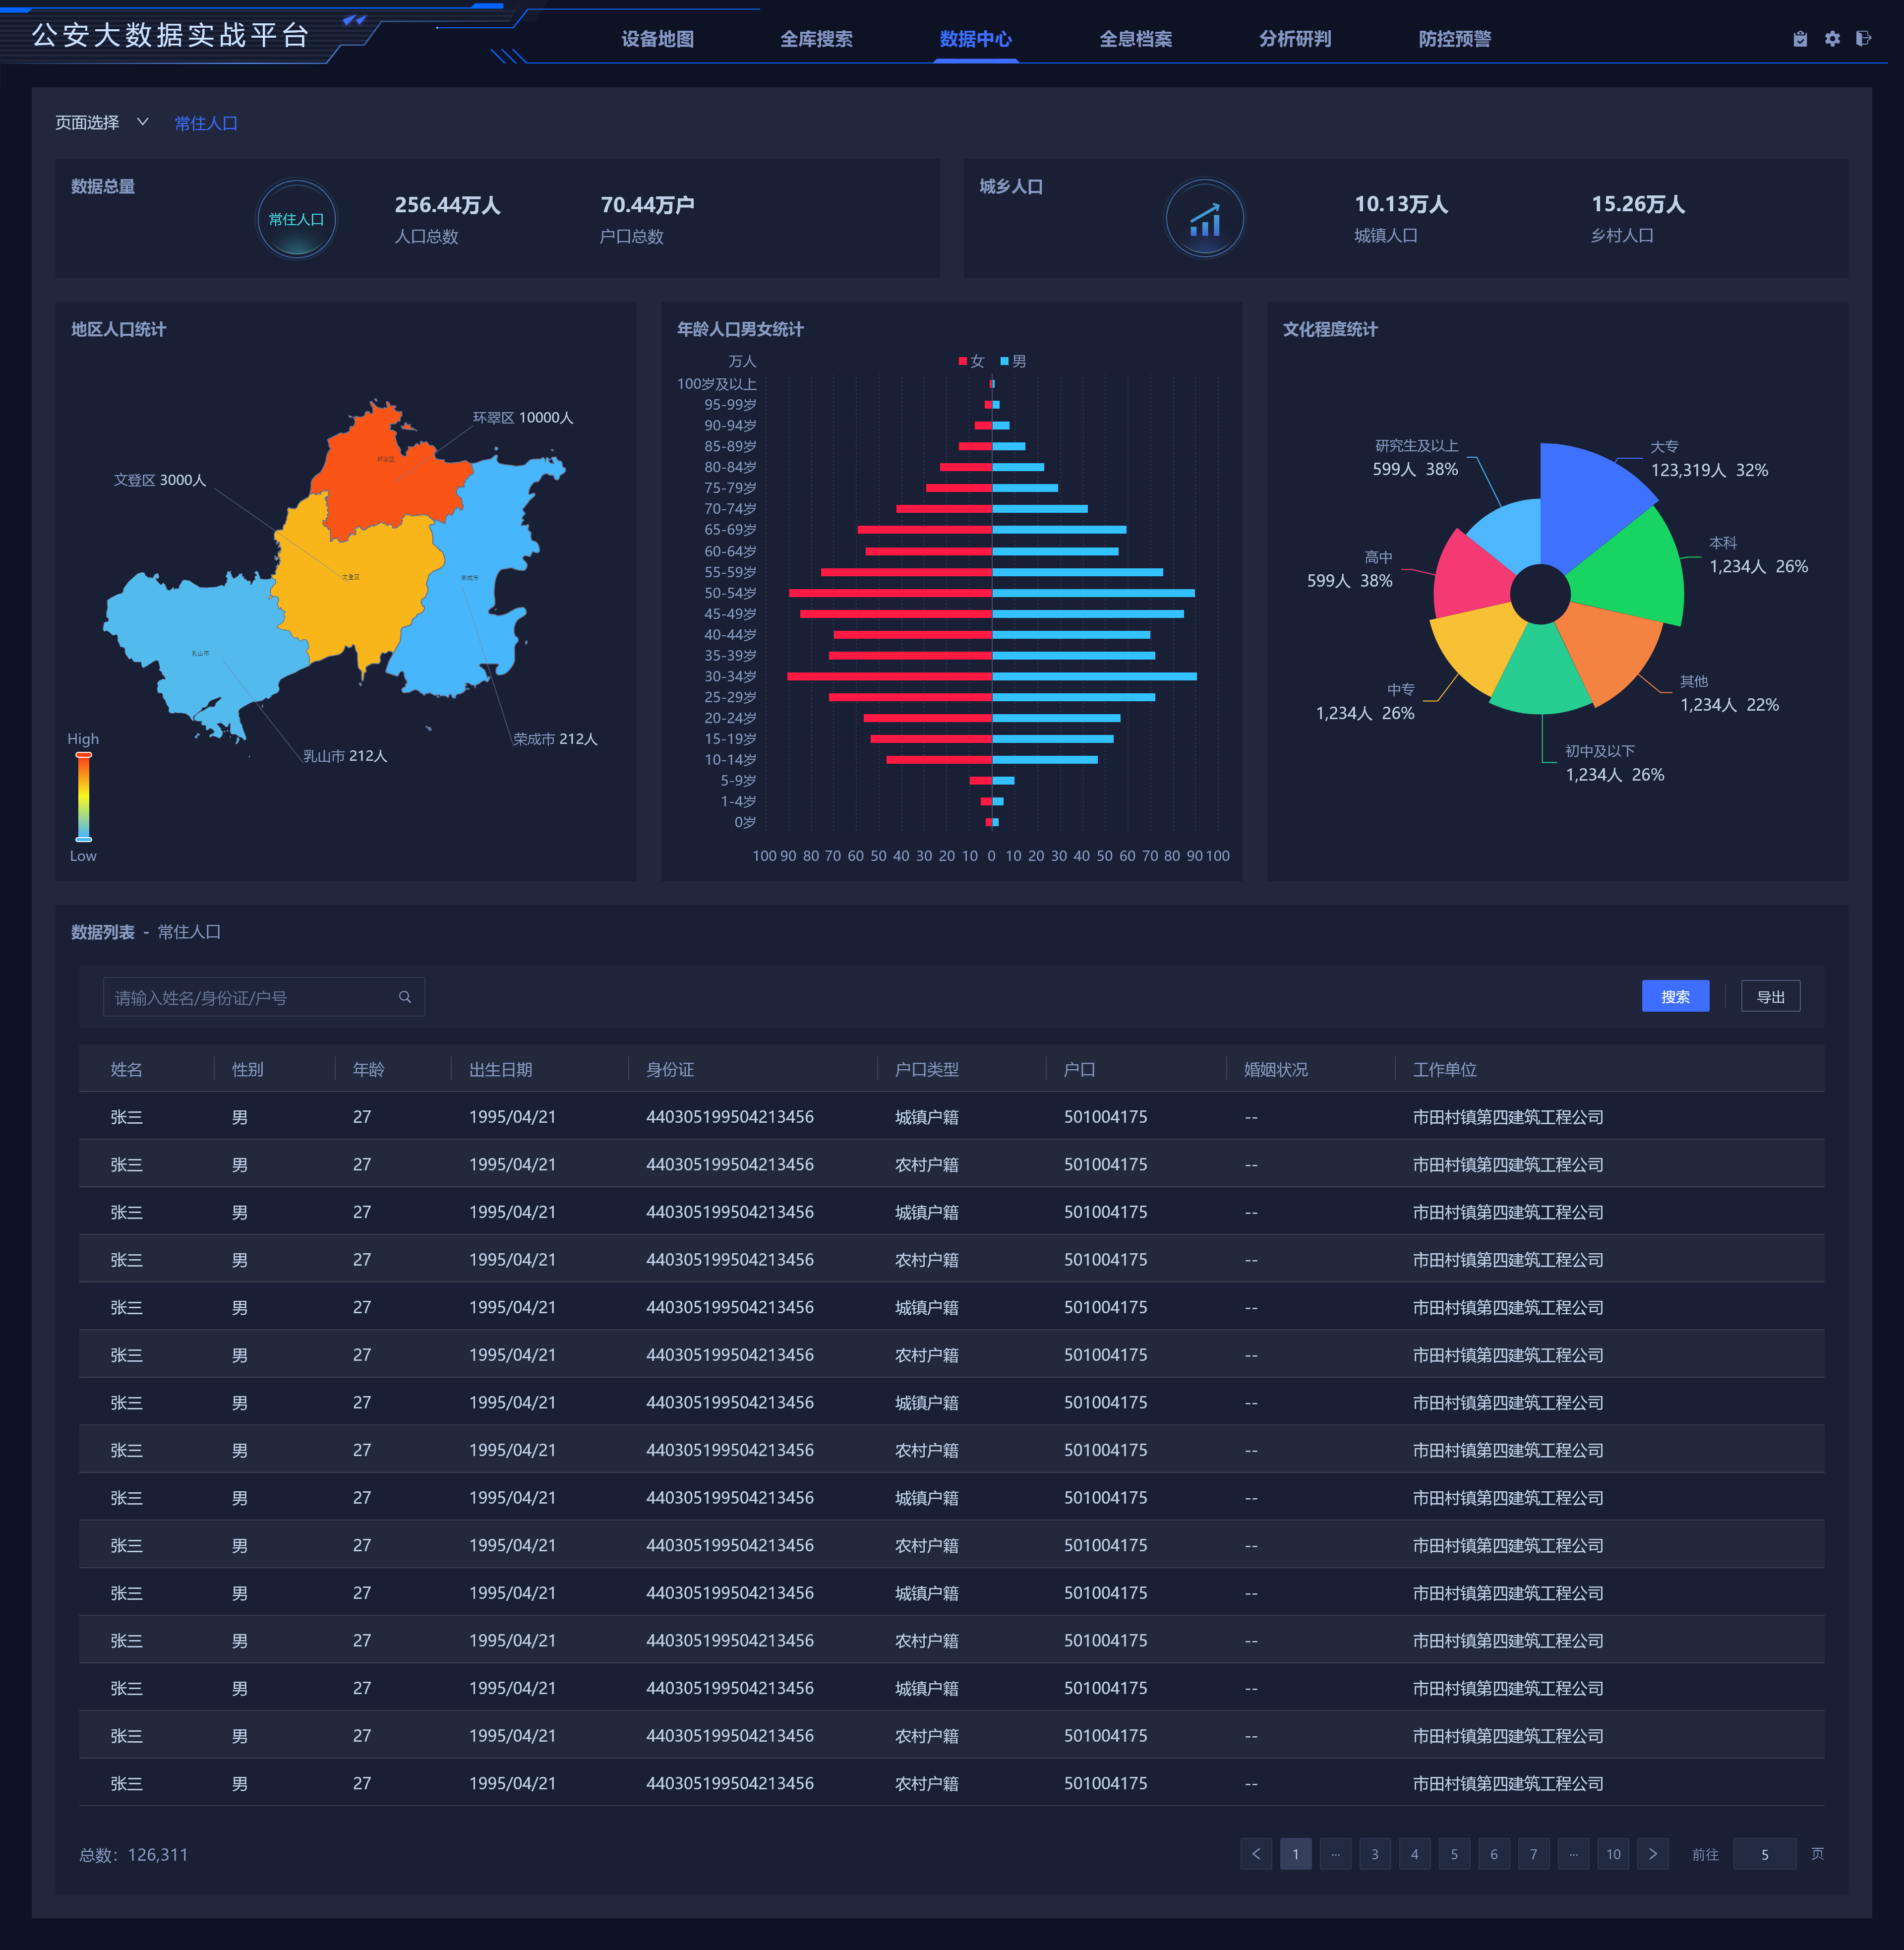 公安大数据实战平台
设备地图 全库搜索 数据中心 全息档案 分析研判 防控预警
页面选择 常住人口
数据总量
常住人口
256.44万人 70.44万户
人口总数 户口总数
城乡人口
10.13万人 15.26万人
城镇人口 乡村人口
地区人口统计
环翠区 10000人
文登区 3000人
环翠区
文登区
荣成市
乳山市
荣成市 212人
乳山市 212人
High
Low
年龄人口男女统计
万人 女 男
100岁及以上
95-99岁
90-94岁
85-89岁
80-84岁
75-79岁
70-74岁
65-69岁
60-64岁
55-59岁
50-54岁
45-49岁
40-44岁
35-39岁
30-34岁
25-29岁
20-24岁
15-19岁
10-14岁
5-9岁
1-4岁
0岁
100 90 80 70 60 50 40 30 20 10 0 10 20 30 40 50 60 70 80 90 100
文化程度统计
研究生及以上
599人 38%
大专
123,319人 32%
本科
1,234人 26%
高中
599人 38%
其他
1,234人 22%
中专
1,234人 26%
初中及以下
1,234人 26%
数据列表 - 常住人口
请输入姓名/身份证/户号 搜索 导出
姓名 性别 年龄 出生日期 身份证 户口类型 户口 婚姻状况 工作单位
张三 男 27 1995/04/21 440305199504213456 城镇户籍 501004175 -- 市田村镇第四建筑工程公司
张三 男 27 1995/04/21 440305199504213456 农村户籍 501004175 -- 市田村镇第四建筑工程公司
张三 男 27 1995/04/21 440305199504213456 城镇户籍 501004175 -- 市田村镇第四建筑工程公司
张三 男 27 1995/04/21 440305199504213456 农村户籍 501004175 -- 市田村镇第四建筑工程公司
张三 男 27 1995/04/21 440305199504213456 城镇户籍 501004175 -- 市田村镇第四建筑工程公司
张三 男 27 1995/04/21 440305199504213456 农村户籍 501004175 -- 市田村镇第四建筑工程公司
张三 男 27 1995/04/21 440305199504213456 城镇户籍 501004175 -- 市田村镇第四建筑工程公司
张三 男 27 1995/04/21 440305199504213456 农村户籍 501004175 -- 市田村镇第四建筑工程公司
张三 男 27 1995/04/21 440305199504213456 城镇户籍 501004175 -- 市田村镇第四建筑工程公司
张三 男 27 1995/04/21 440305199504213456 农村户籍 501004175 -- 市田村镇第四建筑工程公司
张三 男 27 1995/04/21 440305199504213456 城镇户籍 501004175 -- 市田村镇第四建筑工程公司
张三 男 27 1995/04/21 440305199504213456 农村户籍 501004175 -- 市田村镇第四建筑工程公司
张三 男 27 1995/04/21 440305199504213456 城镇户籍 501004175 -- 市田村镇第四建筑工程公司
张三 男 27 1995/04/21 440305199504213456 农村户籍 501004175 -- 市田村镇第四建筑工程公司
张三 男 27 1995/04/21 440305199504213456 农村户籍 501004175 -- 市田村镇第四建筑工程公司
总数：126,311 < 1 ... 3 4 5 6 7 ... 10 > 前往 5 页